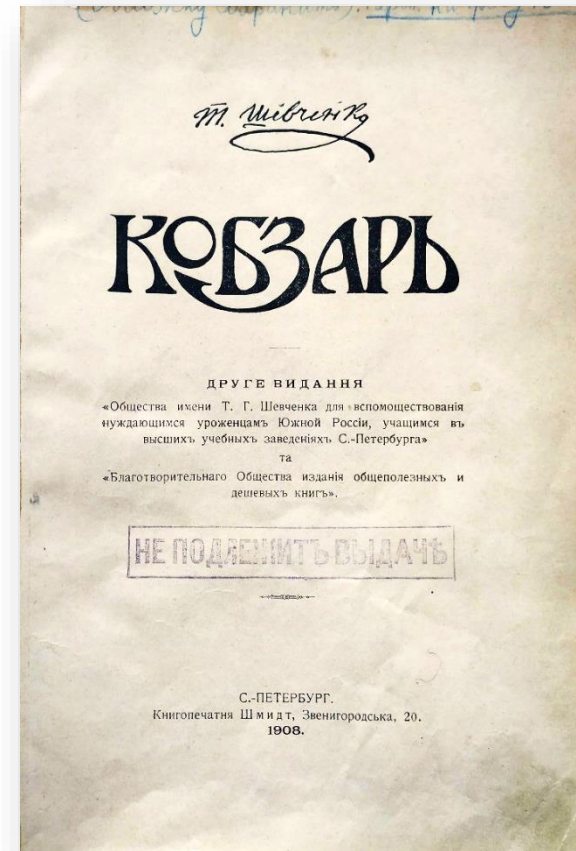 Т. Шевченко
КОБЗАРЬ
ДРУГЕ ВИДАННЯ
«Общества имени Т. Г. Шевченка для вспомоществованія
нуждающимся уроженцамъ Южной Россіи, учащимся въ
высшихъ учебныхъ заведеніяхъ С.-Петербурга»
та
«Благотворительнаго Общества изданія общеполезныхъ и
дешевыхъ книгъ».
НЕ ПОДЛЕЖИТЪ ВЫДАЧѢ
С.-ПЕТЕРБУРГ.
Книгопечатня Шмидт, Звенигородська, 20.
1908.